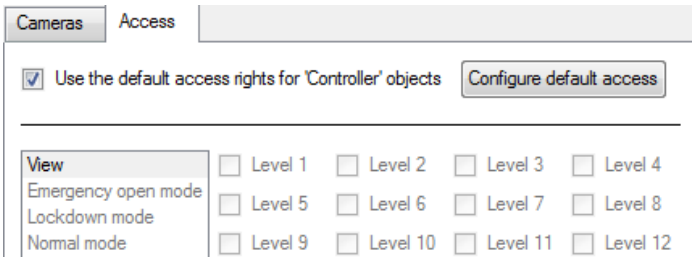 Cameras Access
Use the default access rights for 'Controller' objects Configure default access
View Level 1 Level 2 Level 3 Level 4
Emergency open mode
Level 5 Level 6 Level 7 Level 8
Lockdown mode
Normal mode Level 9 Level 10 Level 11 Level 12